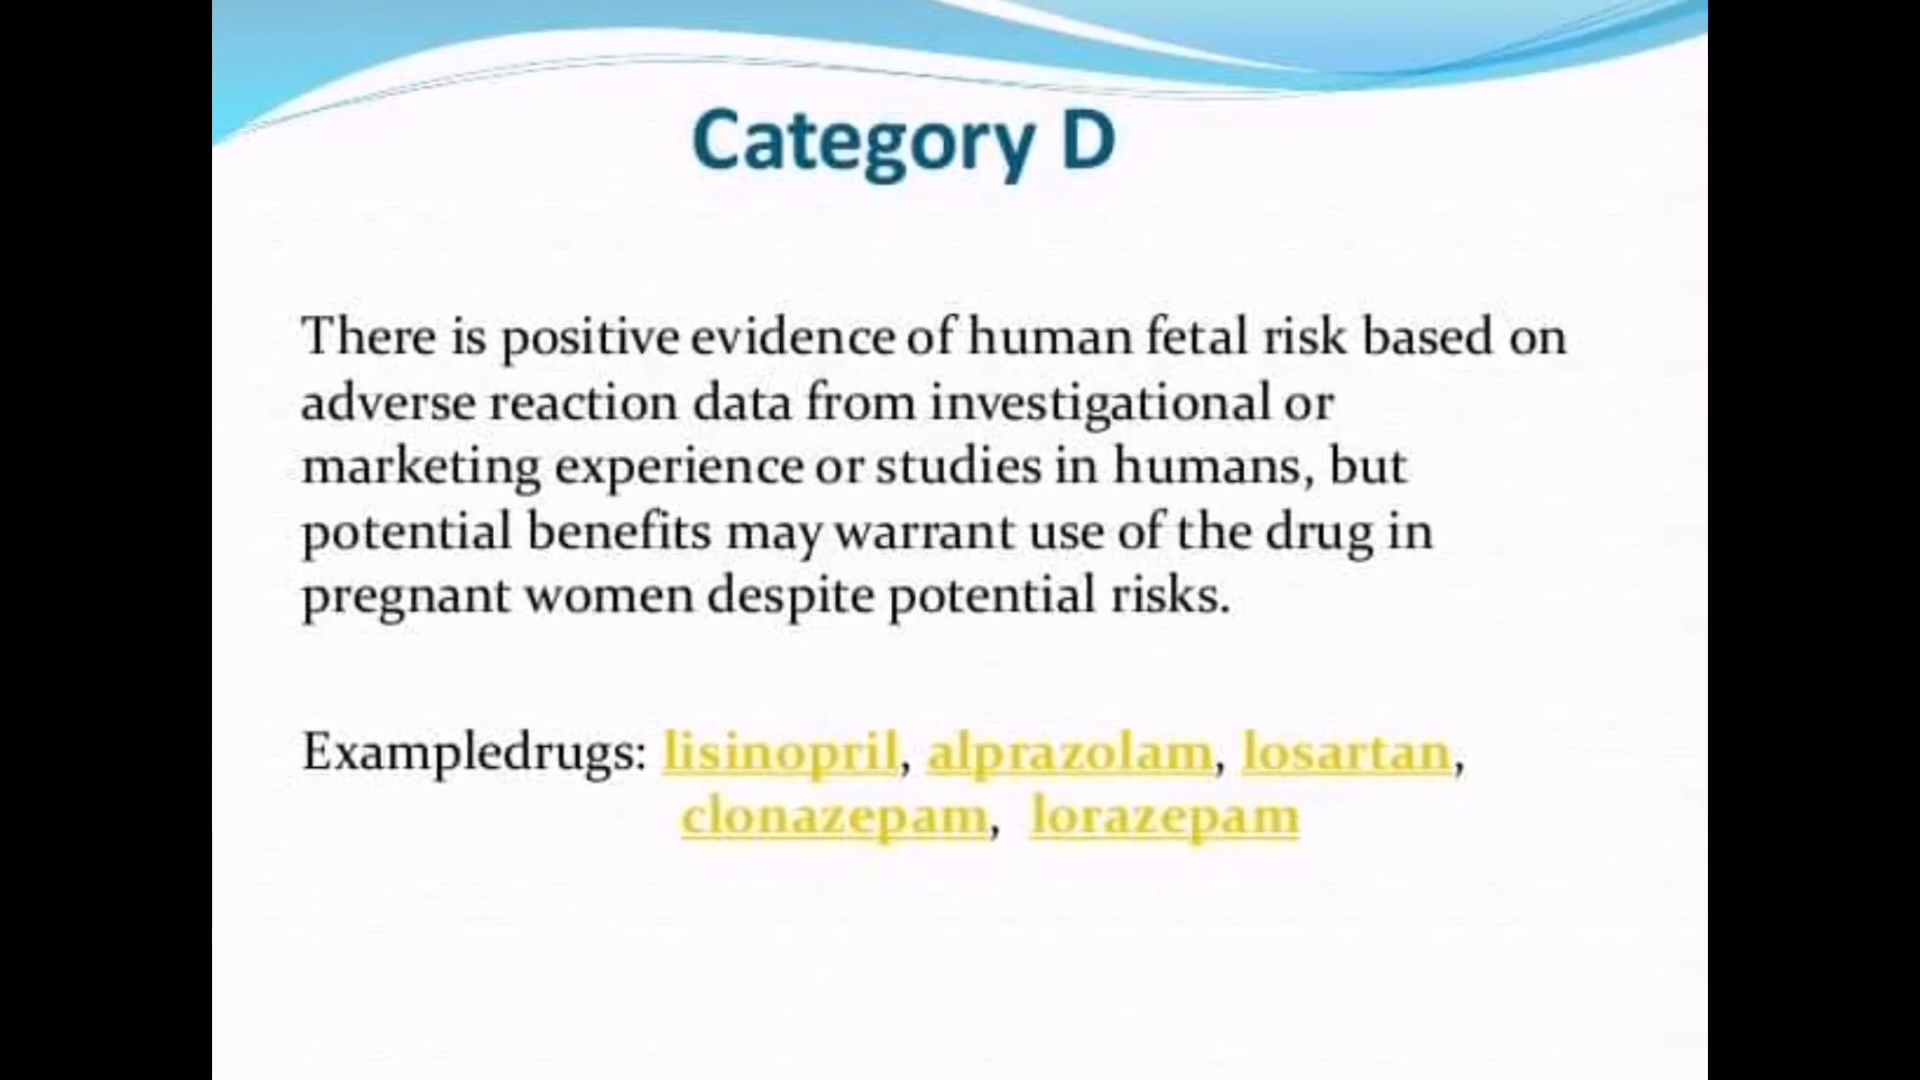 Category D
There is positive evidence of human fetal risk based on
adverse reaction data from investigational or
marketing experience or studies in humans, but
potential benefits may warrant use of the drug in
pregnant women despite potential risks.
Exampledrugs: lisinopril, alprazolam, losartan,
clonazepam, lorazepam